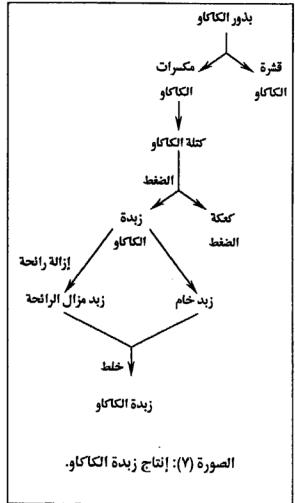 بذور الكاكاو
مكسرات
الكاكاو
قشرة
الكاكاو
كتلة الكاكاو
الضغط
زبدة
الكاكاو
كعكة
الضغط
إزالة رائحة
زبد مزال الرائحة
زبد خام
خلط
زبدة الكاكاو
الصورة (٧): إنتاج زبدة الكاكاو.